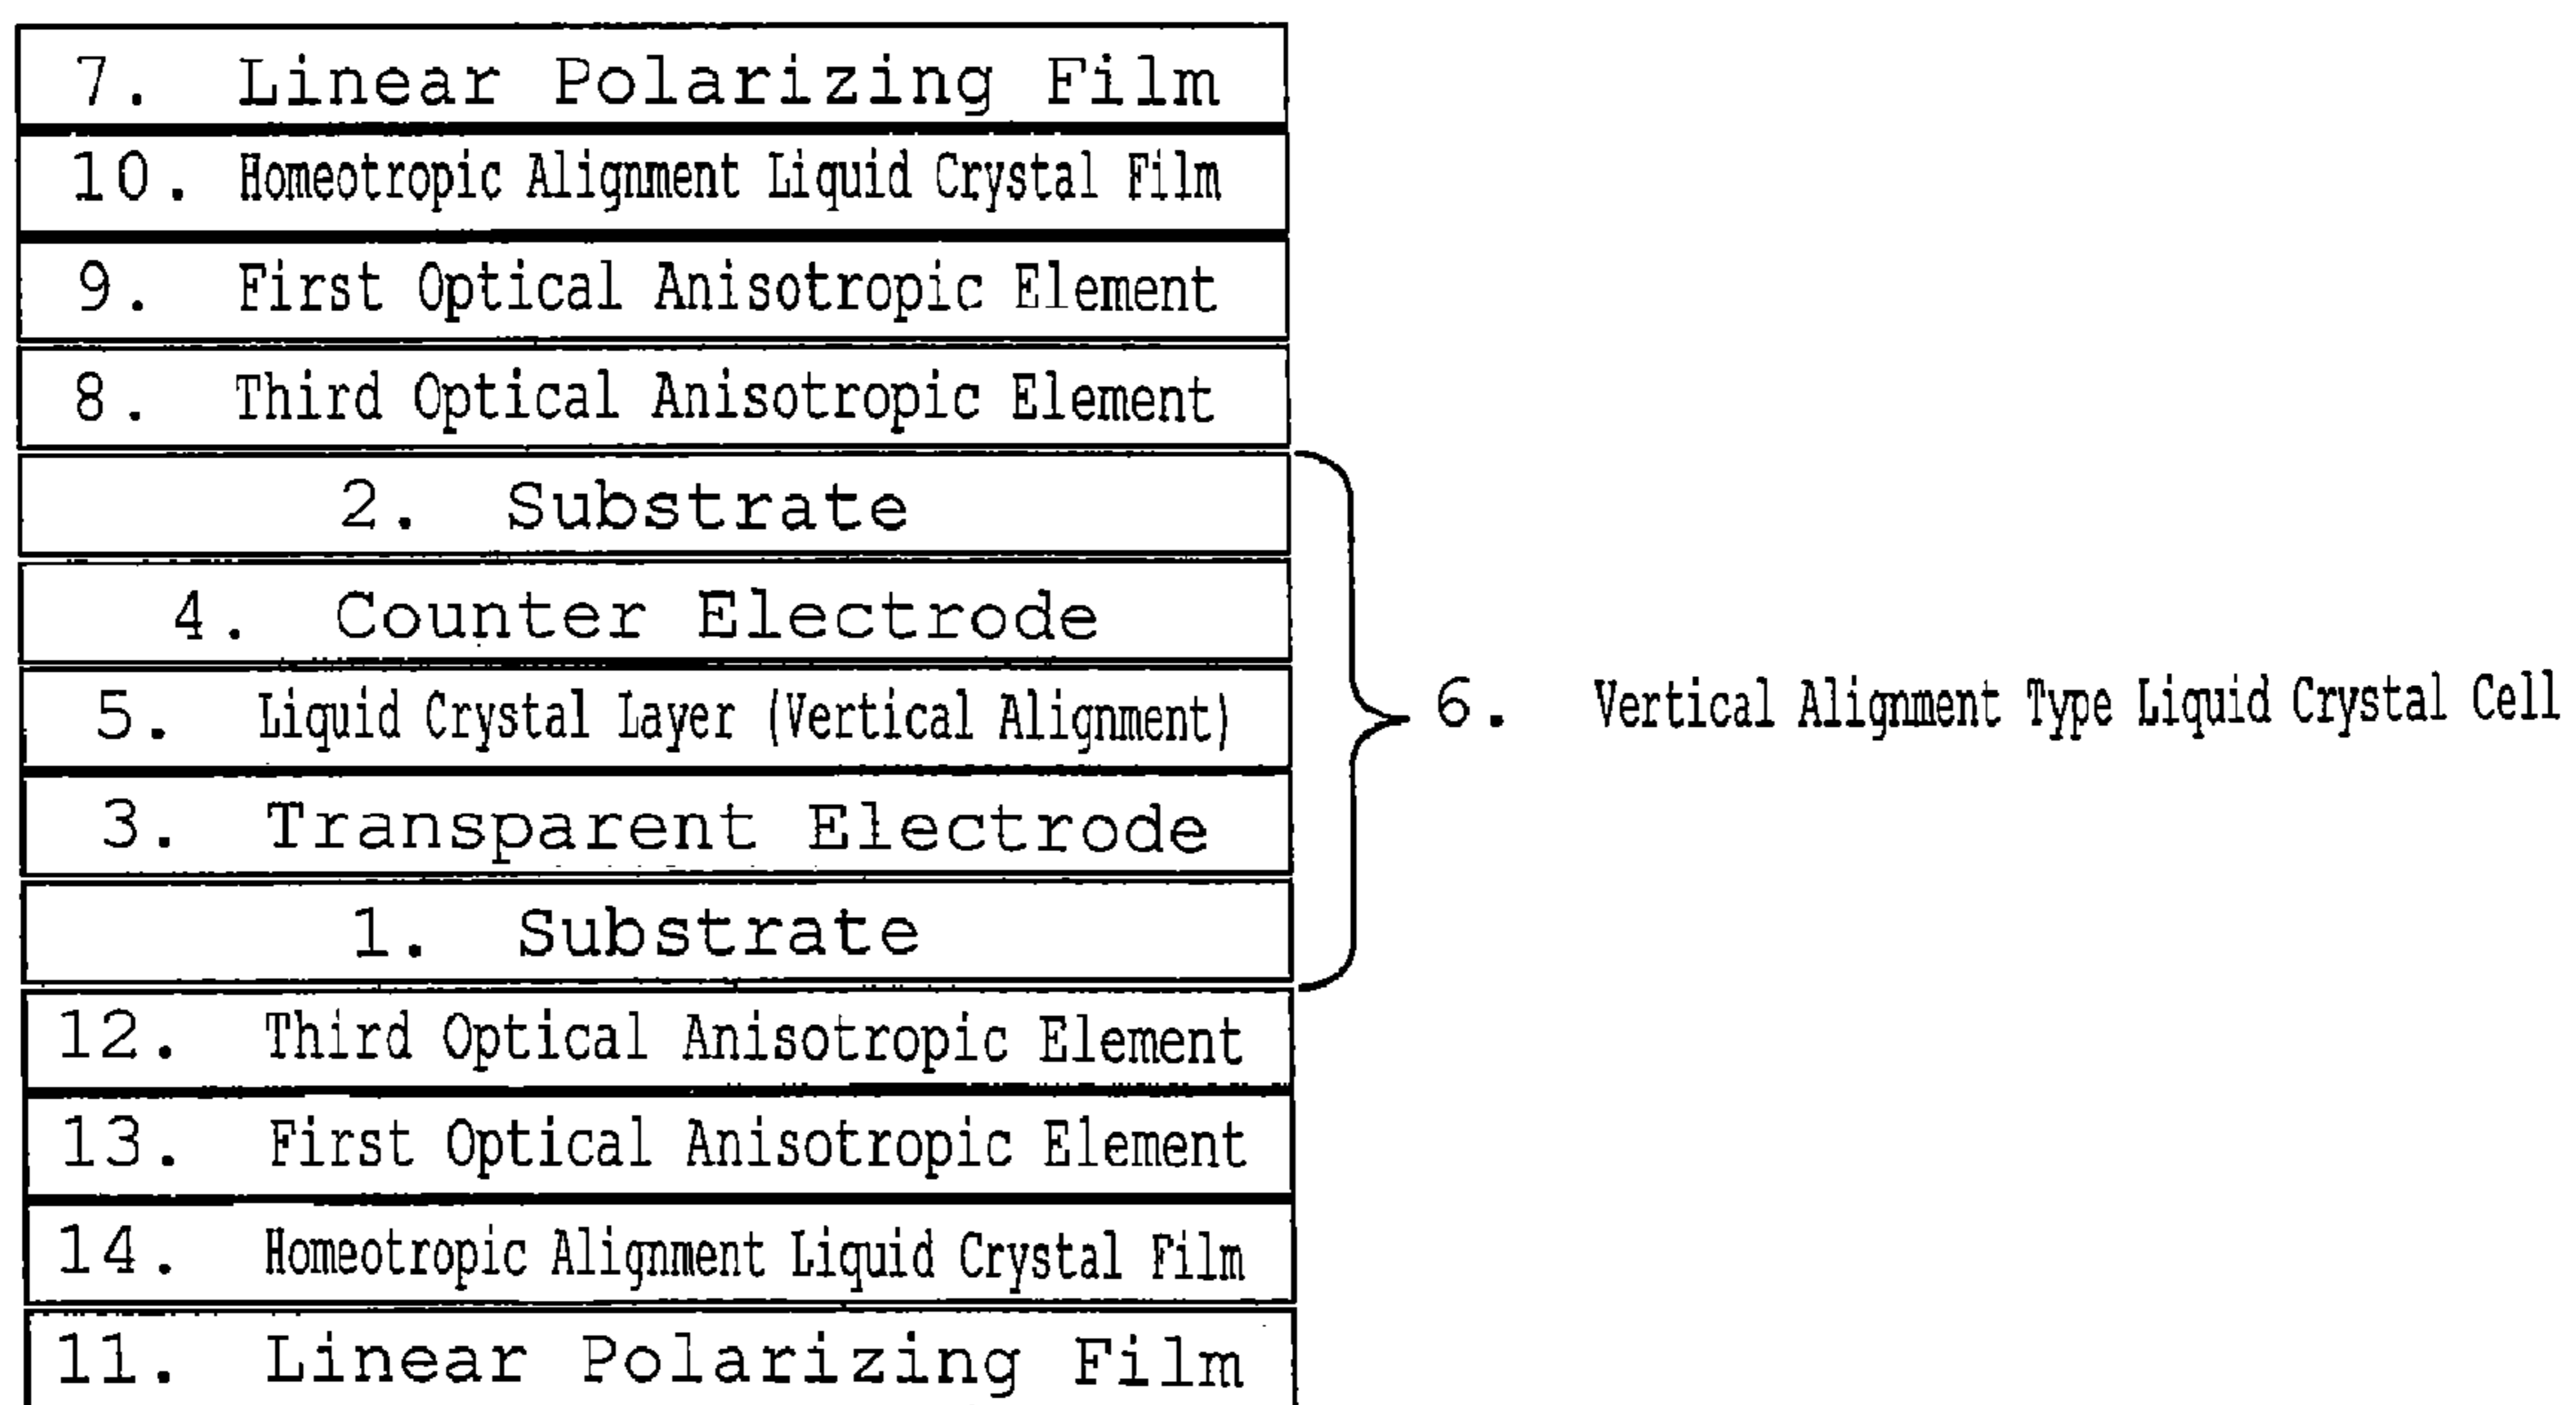 7. Linear Polarizing Film
10. Homeotropic Alignment Liquid Crystal Film
9. First Optical Anisotropic Element
8. Third Optical Anisotropic Element
2. Substrate
4. Counter Electrode
5. Liquid Crystal Layer (Vertical Alignment)
6. Vertical Alignment Type Liquid Crystal Cell
3. Transparent Electrode
1. Substrate
12. Third Optical Anisotropic Element
13. First Optical Anisotropic Element
14. Homeotropic Alignment Liquid Crystal Film
11. Linear Polarizing Film